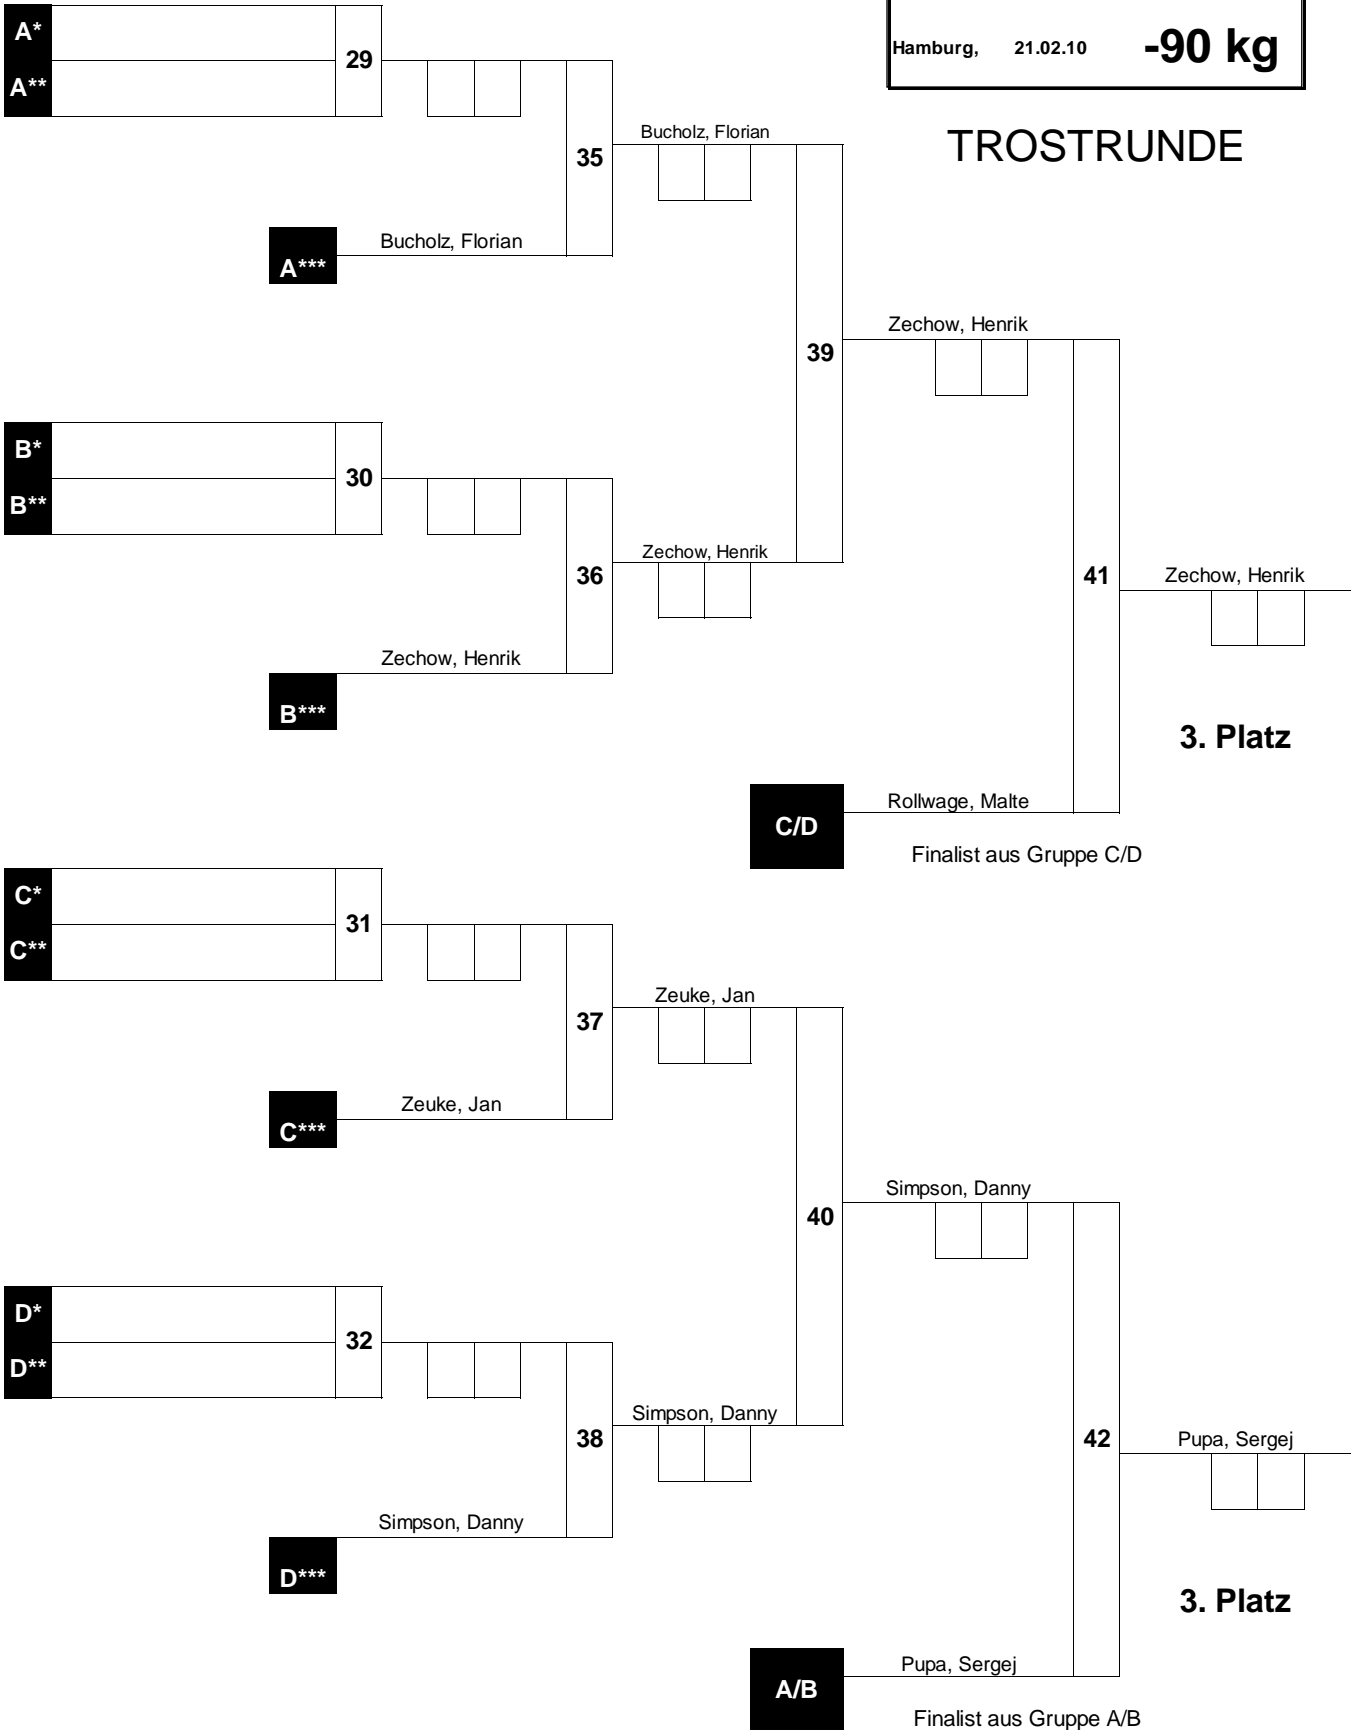 Hamburg, 21.02.10 -90 kg
TROSTRUNDE
A*
A**
29
35
Bucholz, Florian
A***
Bucholz, Florian
39
Zechow, Henrik
B*
B**
30
36
Zechow, Henrik
B***
Zechow, Henrik
41
Zechow, Henrik
3. Platz
C/D
Rollwage, Malte
Finalist aus Gruppe C/D
C*
C**
31
37
Zeuke, Jan
C***
Zeuke, Jan
40
Simpson, Danny
D*
D**
32
38
Simpson, Danny
D***
Simpson, Danny
42
Pupa, Sergej
3. Platz
A/B
Pupa, Sergej
Finalist aus Gruppe A/B